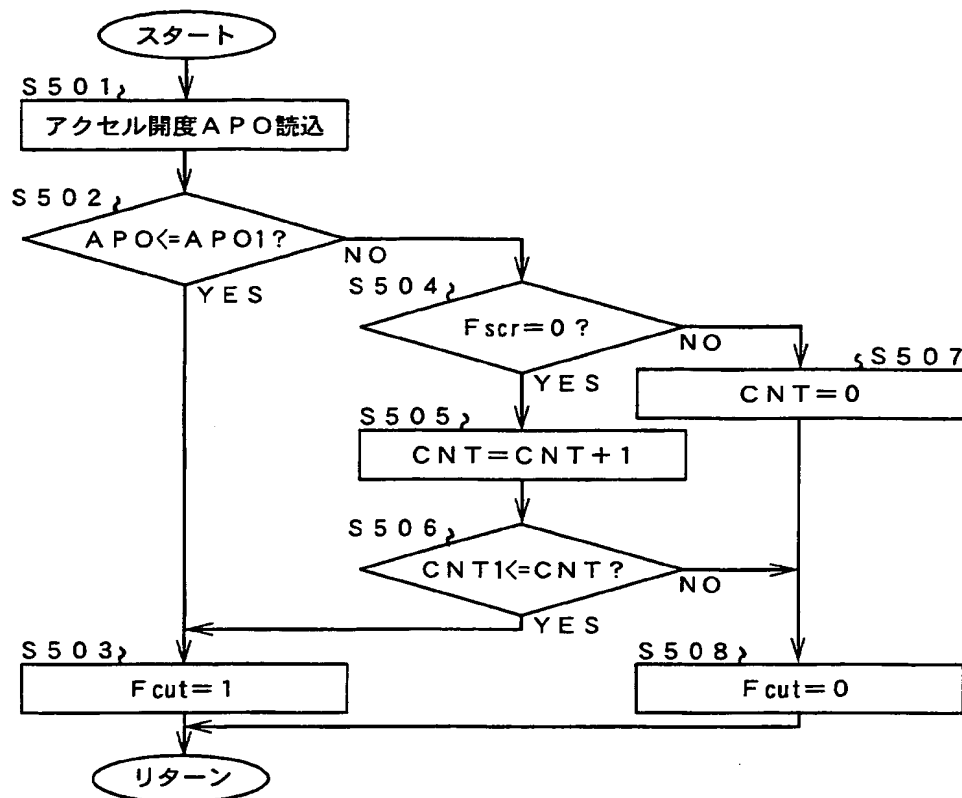 スタート
S501
アクセル開度APO読込
S502
APO<=APO1?
NO
YES
S504
Fscr=0?
NO
YES
S507
CNT=0
S505
CNT=CNT+1
S506
CNT1<=CNT?
NO
YES
S503
Fcut=1
S508
Fcut=0
リターン